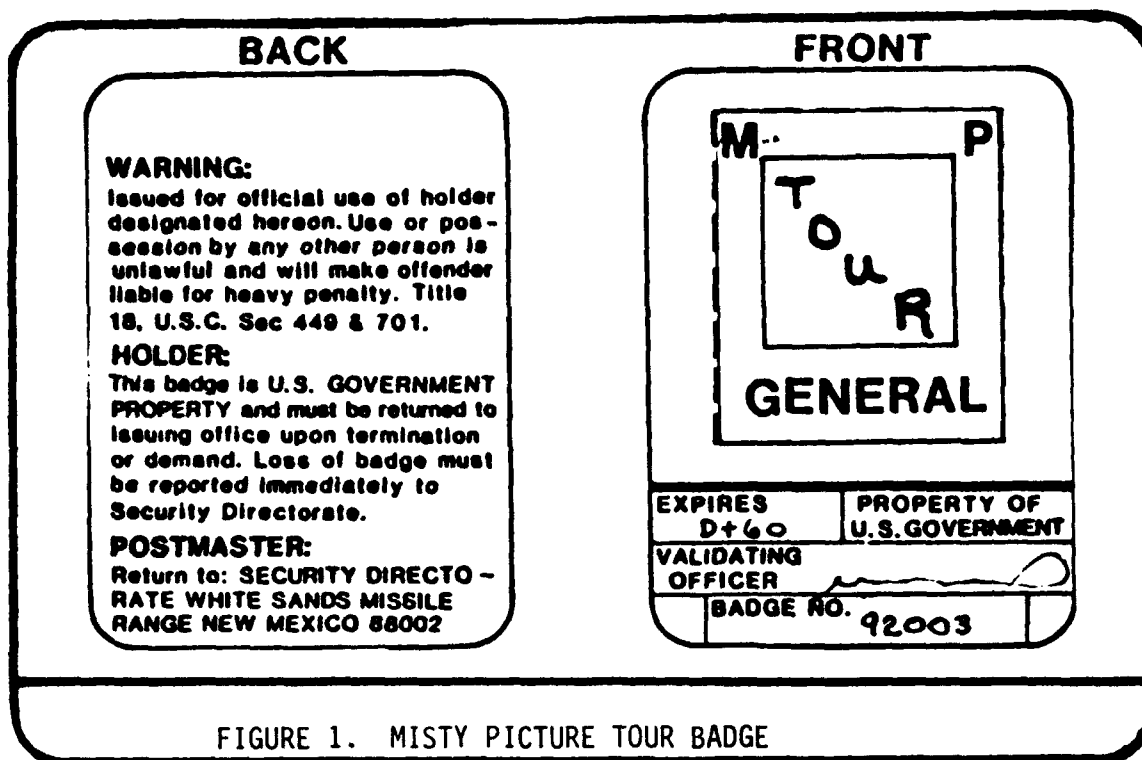 BACK
WARNING:
Issued for official use of holder
designated hereon. Use or pos-
session by any other person is
unlawful and will make offender
liable for heavy penalty. Title
18, U.S.C. Sec 449 & 701.
HOLDER:
This badge is U.S. GOVERNMENT
PROPERTY and must be returned to
issuing office upon termination
or demand. Loss of badge must
be reported immediately to
Security Directorate.
POSTMASTER:
Return to: SECURITY DIRECTO-
RATE WHITE SANDS MISSILE
RANGE NEW MEXICO 88002
FRONT
M P
TOUR
GENERAL
EXPIRES
D+60
PROPERTY OF
U.S. GOVERNMENT
VALIDATING
OFFICER
BADGE NO.
92003
FIGURE 1. MISTY PICTURE TOUR BADGE